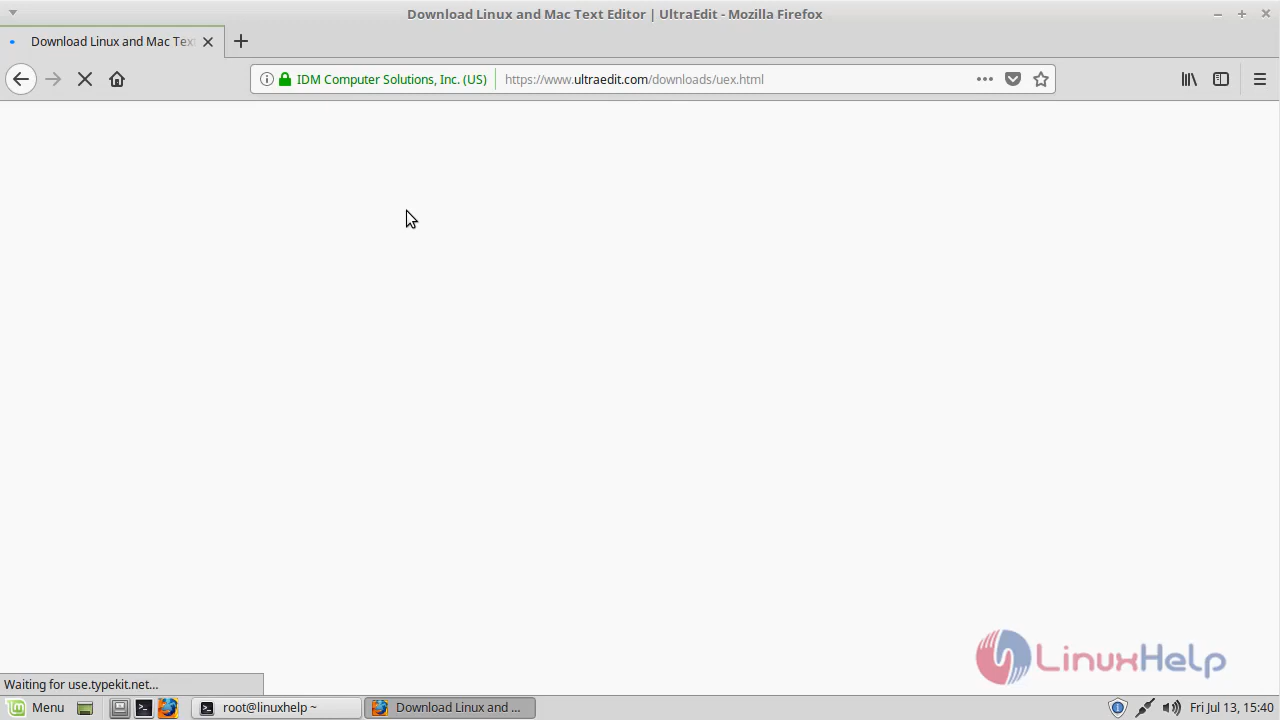 Download Linux and Mac Text Editor | UltraEdit - Mozilla Firefox
Download Linux and Mac Tex
IDM Computer Solutions, Inc. (US)
https://www.ultraedit.com/downloads/uex.html
LinuxHelp
Waiting for use.typekit.net...
Menu
root@linuxhelp ~
Download Linux and ...
Fri Jul 13, 15:40